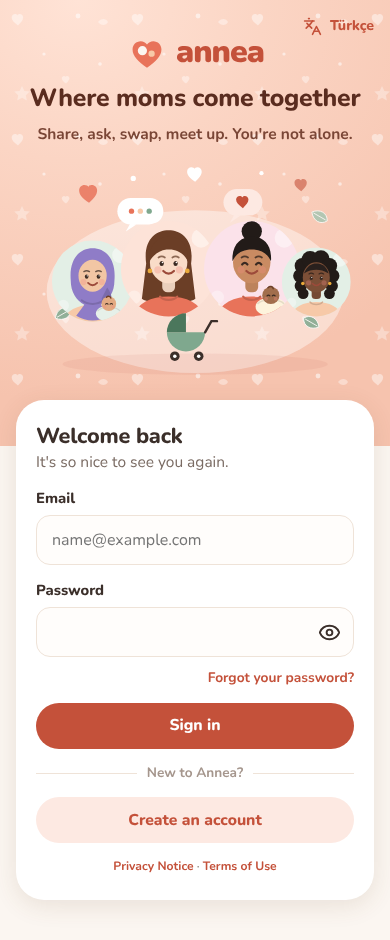 Türkçe
annea
Where moms come together
Share, ask, swap, meet up. You're not alone.
Welcome back
It's so nice to see you again.
Email
name@example.com
Password
Forgot your password?
Sign in
New to Annea?
Create an account
Privacy Notice · Terms of Use